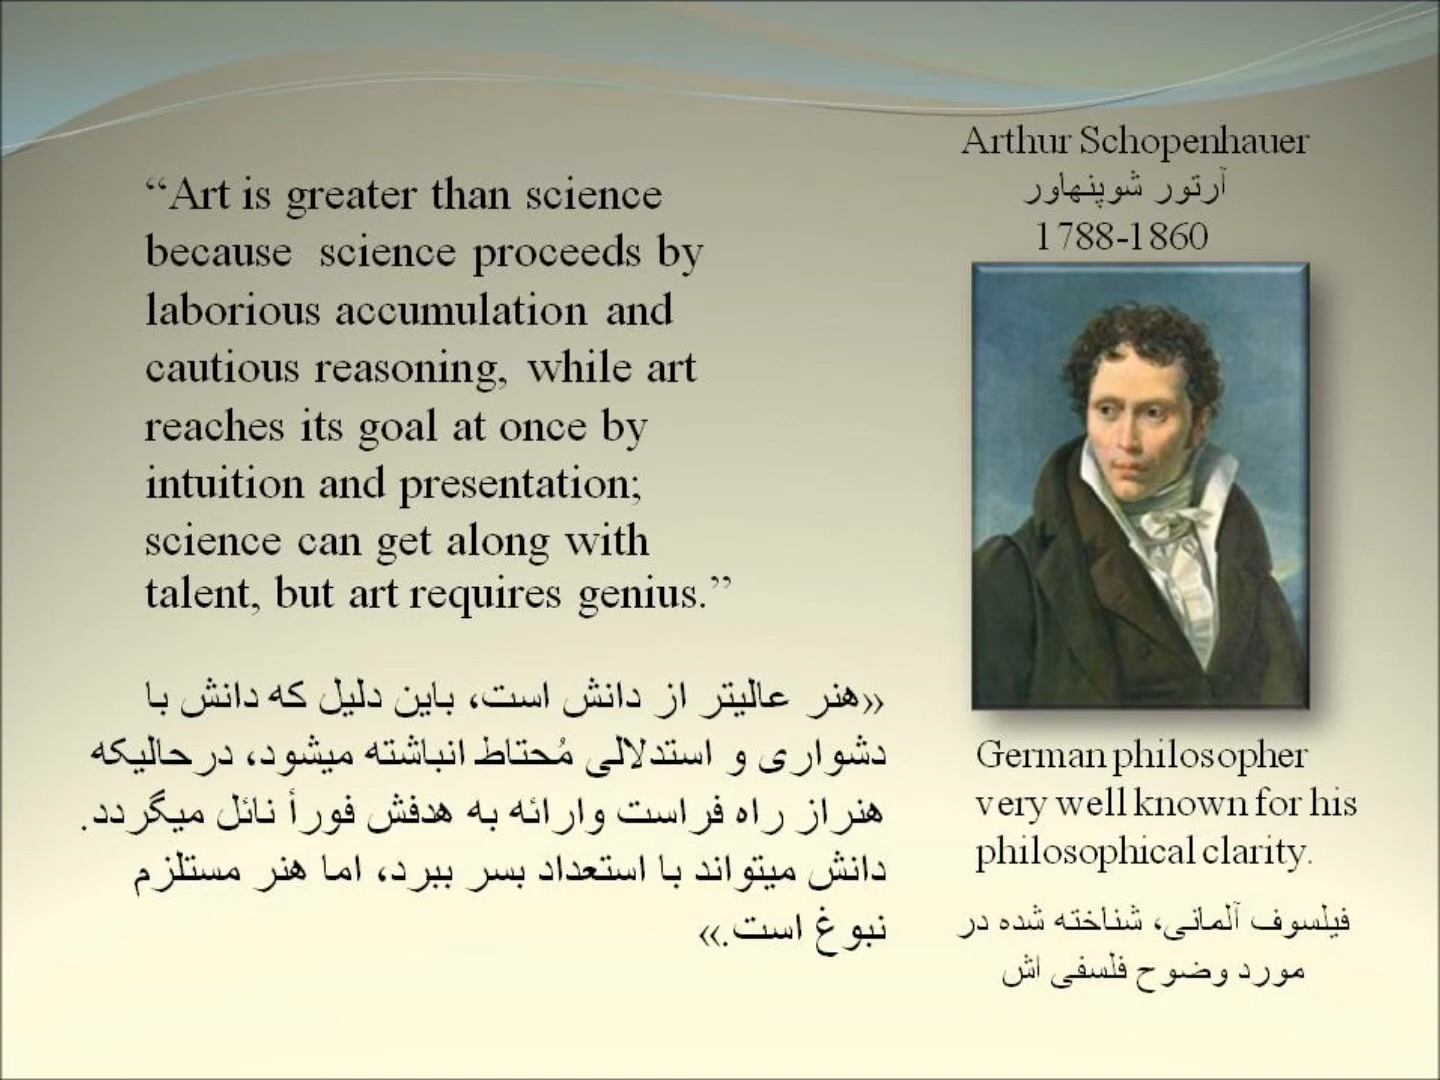 “Art is greater than science
because science proceeds by
laborious accumulation and
cautious reasoning, while art
reaches its goal at once by
intuition and presentation;
science can get along with
talent, but art requires genius.”
«هنر عالیتر از دانش است، باین دلیل که دانش با
دشواری و استدلالی مُحتاط انباشته میشود، درحالیکه
هنراز راه فراست وارائه به هدفش فورأ نائل میگردد.
دانش میتواند با استعداد بسر ببرد، اما هنر مستلزم
نبوغ است.»
Arthur Schopenhauer
آرتور شوپنهاور
1788-1860
German philosopher
very well known for his
philosophical clarity.
فیلسوف آلمانی، شناخته شده در
مورد وضوح فلسفی اش